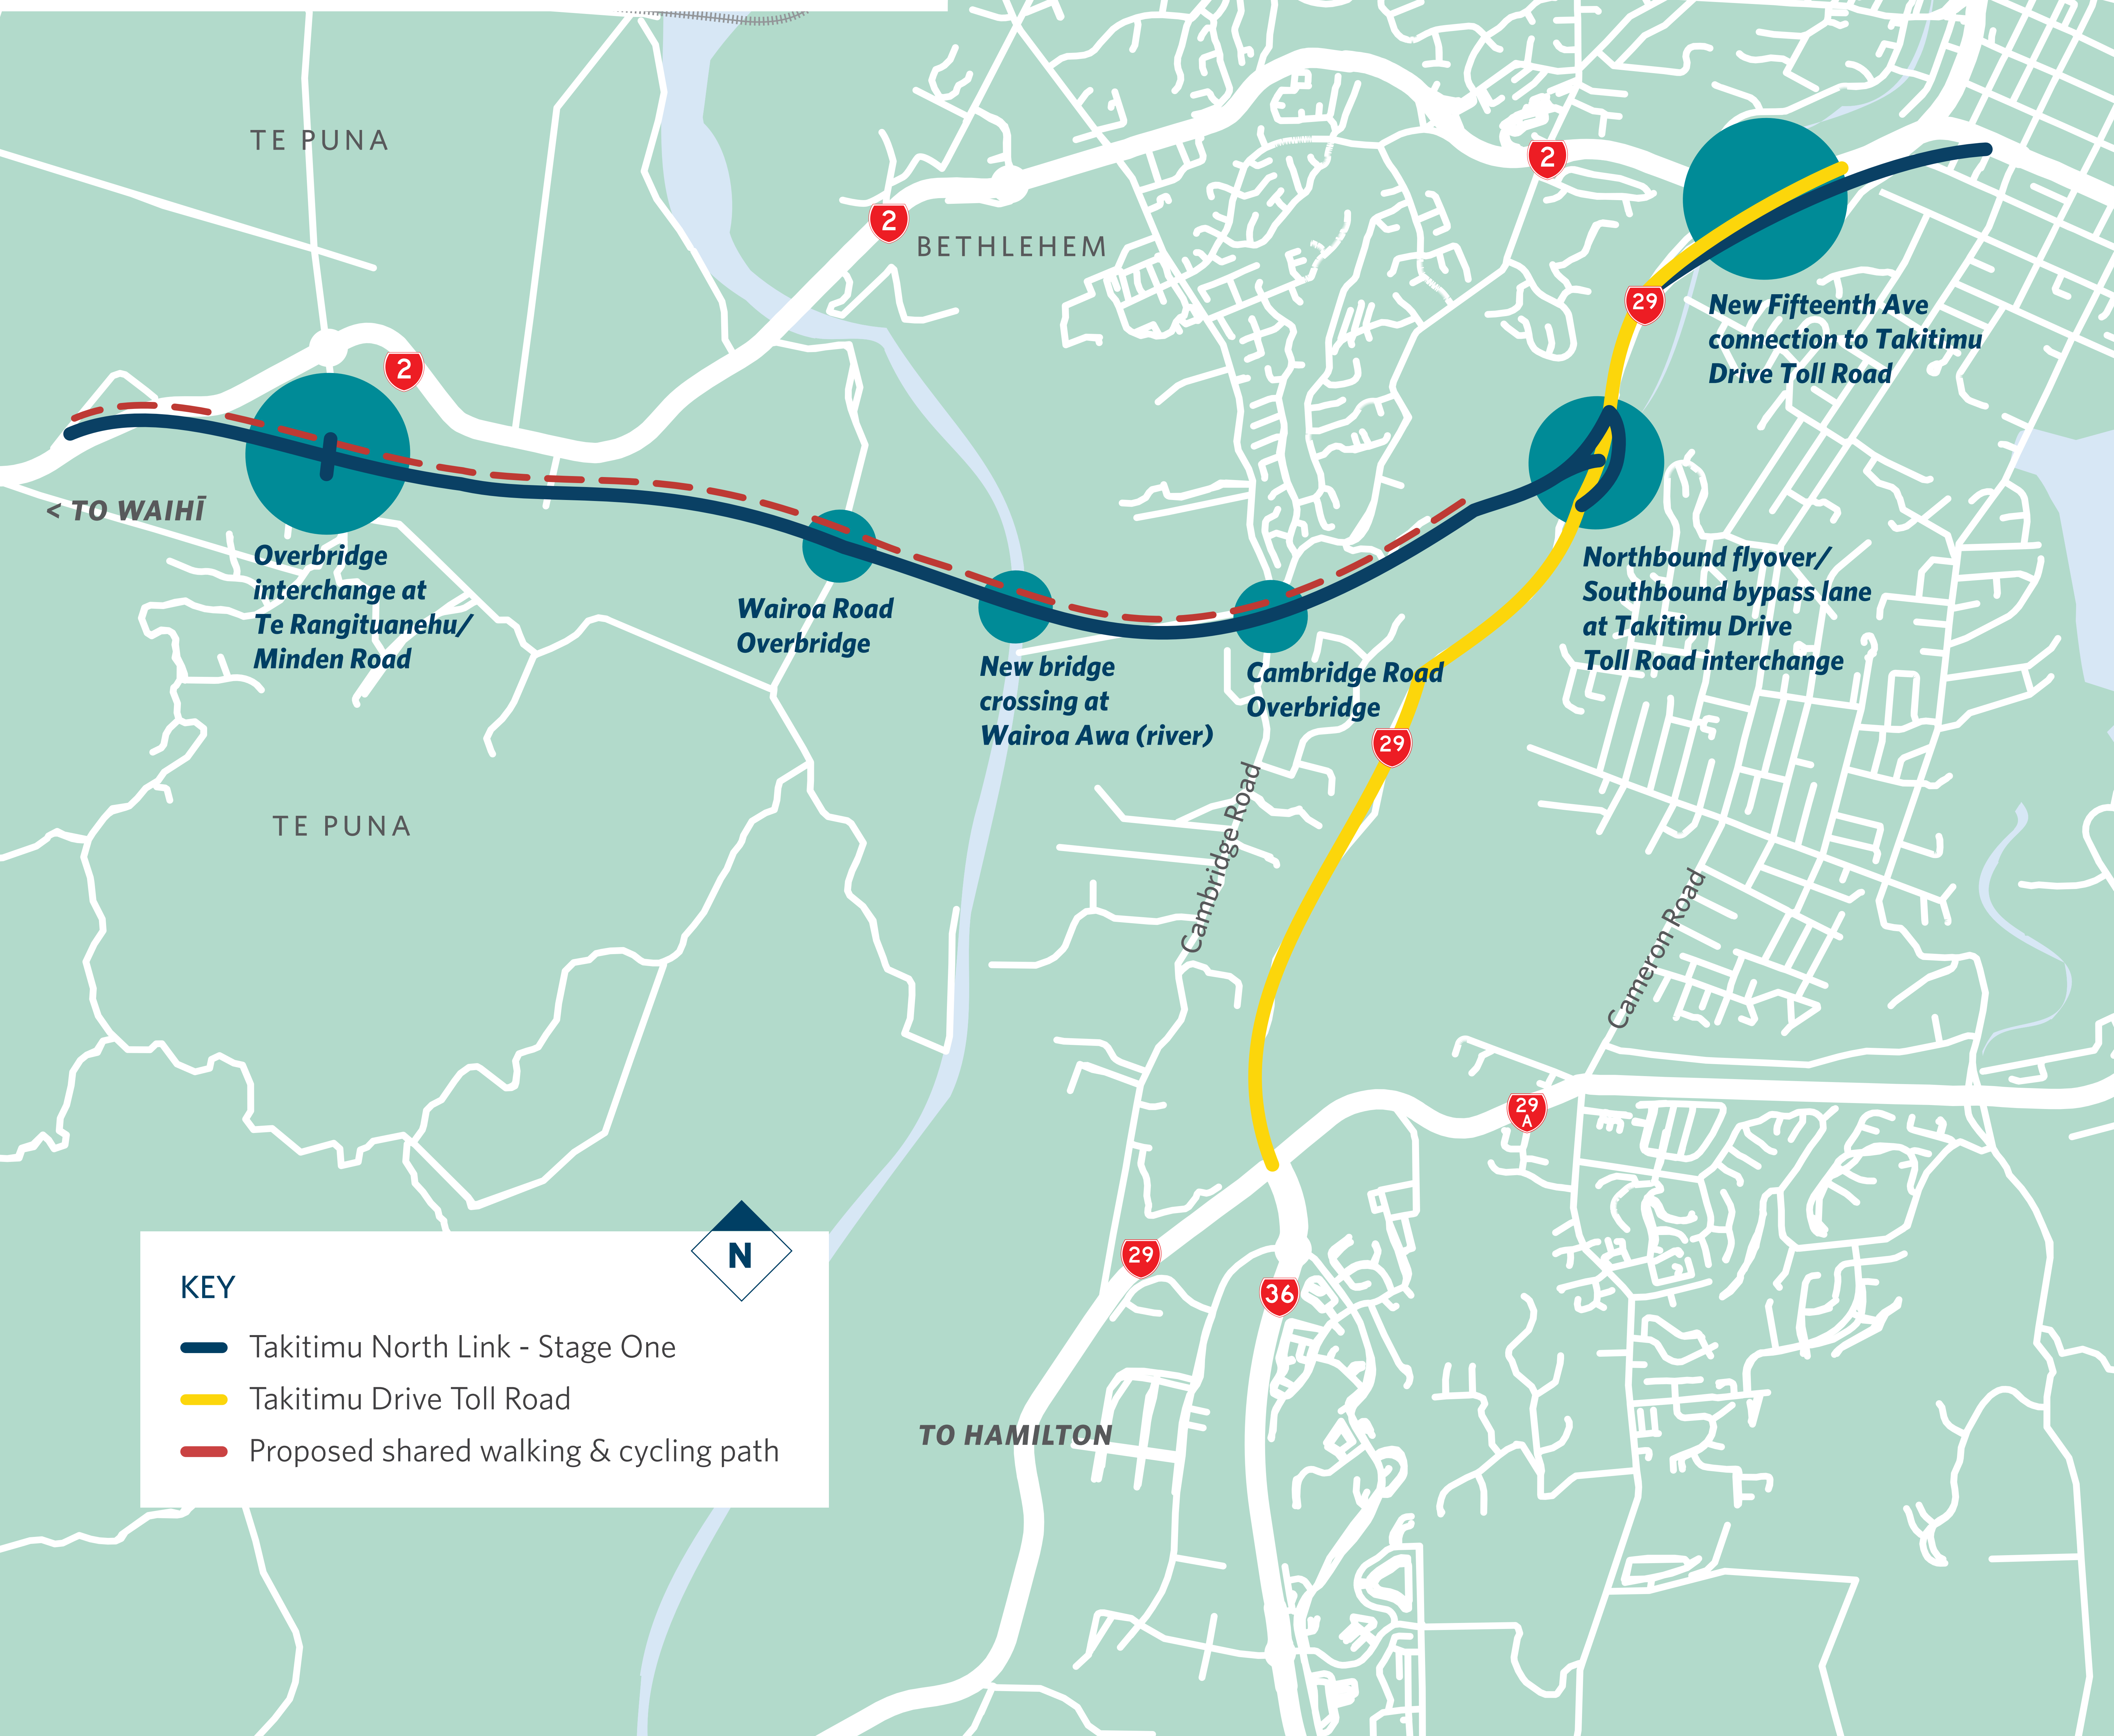 TE PUNA
2
2
BETHLEHEM
29
New Fifteenth Ave
connection to Takitimu
Drive Toll Road
2
< TO WAIHĪ
Overbridge
interchange at
Te Rangituanehu/
Minden Road
Wairoa Road
Overbridge
New bridge
crossing at
Wairoa Awa (river)
Cambridge Road
Overbridge
Northbound flyover/
Southbound bypass lane
at Takitimu Drive
Toll Road interchange
29
TE PUNA
Cambridge Road
Cameron Road
29
A
29
36
TO HAMILTON
N
KEY
Takitimu North Link - Stage One
Takitimu Drive Toll Road
Proposed shared walking & cycling path